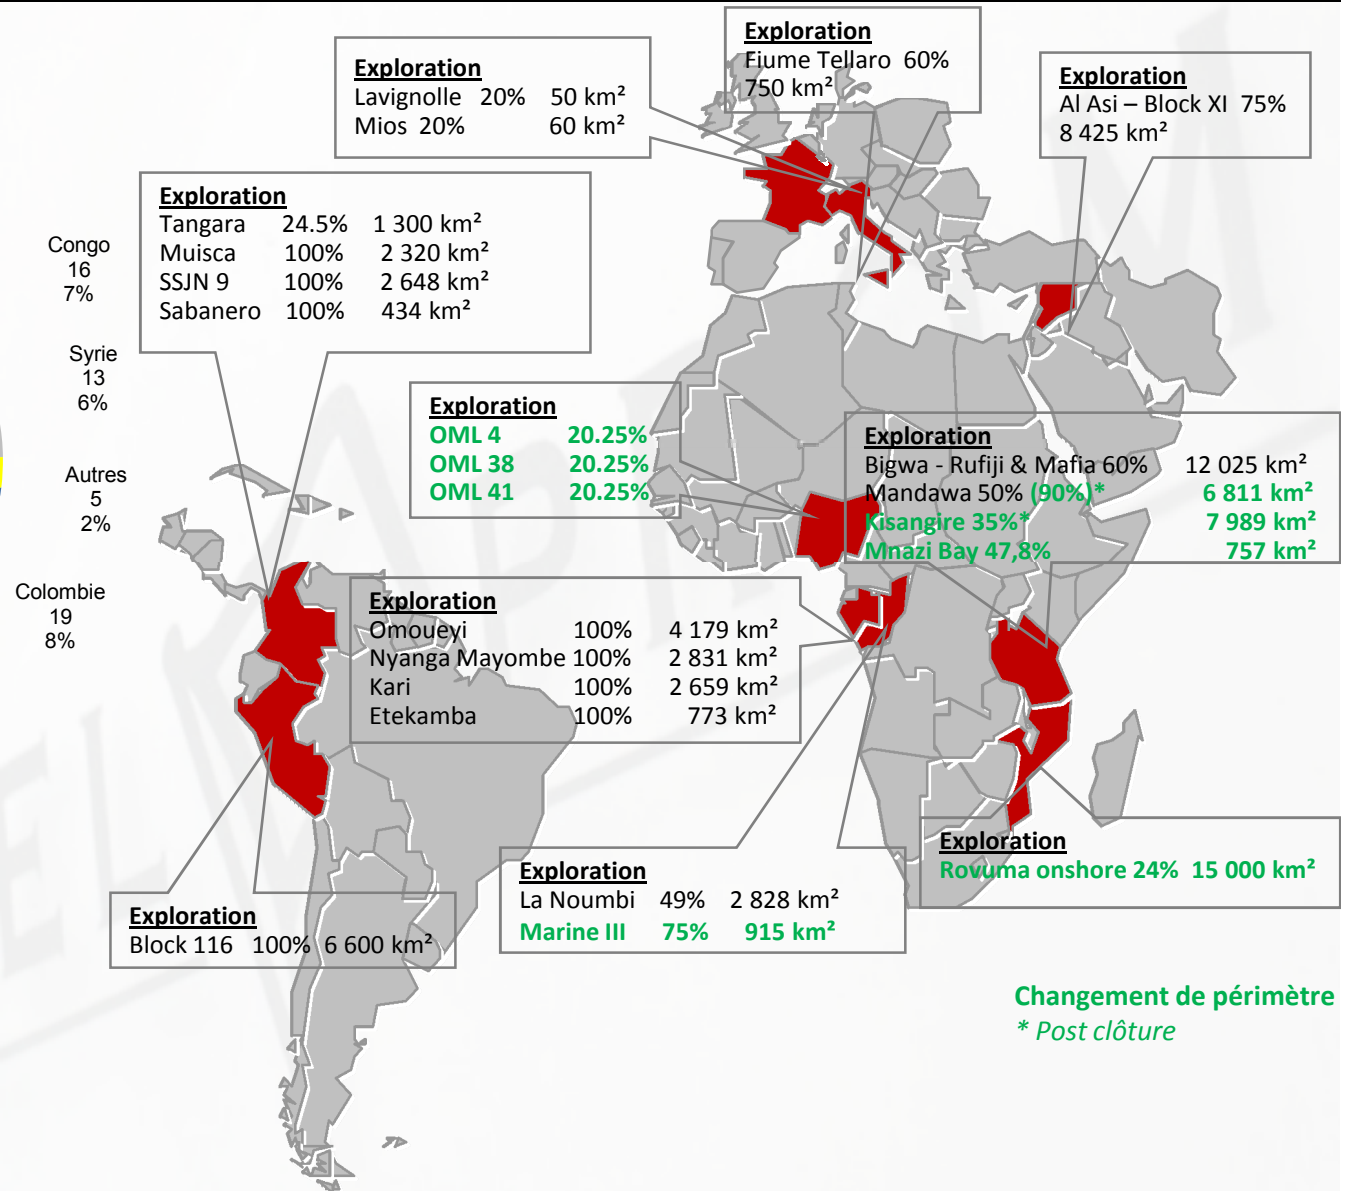 Exploration
Fiume Tellaro 60%
750 km²
Exploration
Lavignolle 20% 50 km²
Mios 20% 60 km²
Exploration
Al Asi – Block XI 75%
8 425 km²
Exploration
Tangara 24.5% 1 300 km²
Muisca 100% 2 320 km²
SSJN 9 100% 2 648 km²
Sabanero 100% 434 km²
Congo
16
7%
Syrie
13
6%
Autres
5
2%
Colombie
19
8%
Exploration
OML 4 20.25%
OML 38 20.25%
OML 41 20.25%
Exploration
Bigwa - Rufiji & Mafia 60% 12 025 km²
Mandawa 50% (90%)* 6 811 km²
Kisangire 35%* 7 989 km²
Mnazi Bay 47,8% 757 km²
Exploration
Omoueyi 100% 4 179 km²
Nyanga Mayombe 100% 2 831 km²
Kari 100% 2 659 km²
Etekamba 100% 773 km²
Exploration
Rovuma onshore 24% 15 000 km²
Exploration
La Noumbi 49% 2 828 km²
Marine III 75% 915 km²
Exploration
Block 116 100% 6 600 km²
Changement de périmètre
* Post clôture